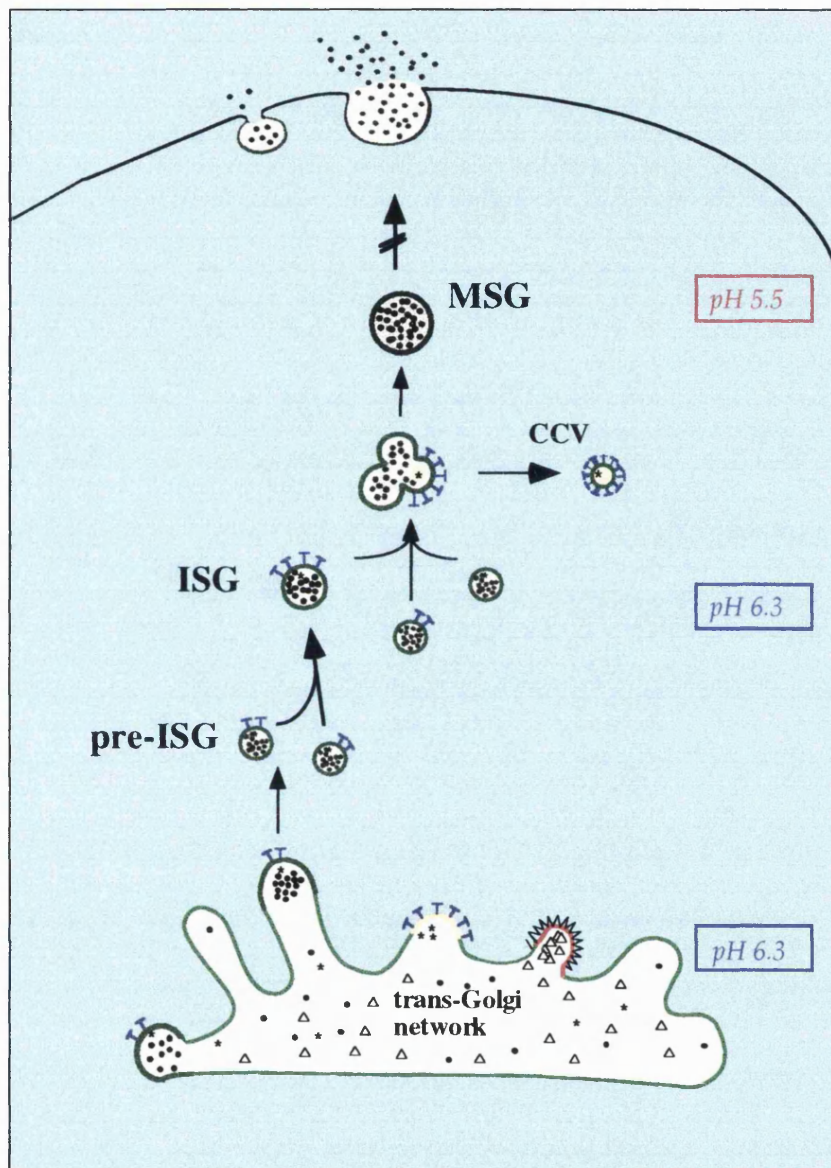 MSG
pH 5.5
CCV
ISG
pH 6.3
pre-ISG
pH 6.3
trans-Golgi
network